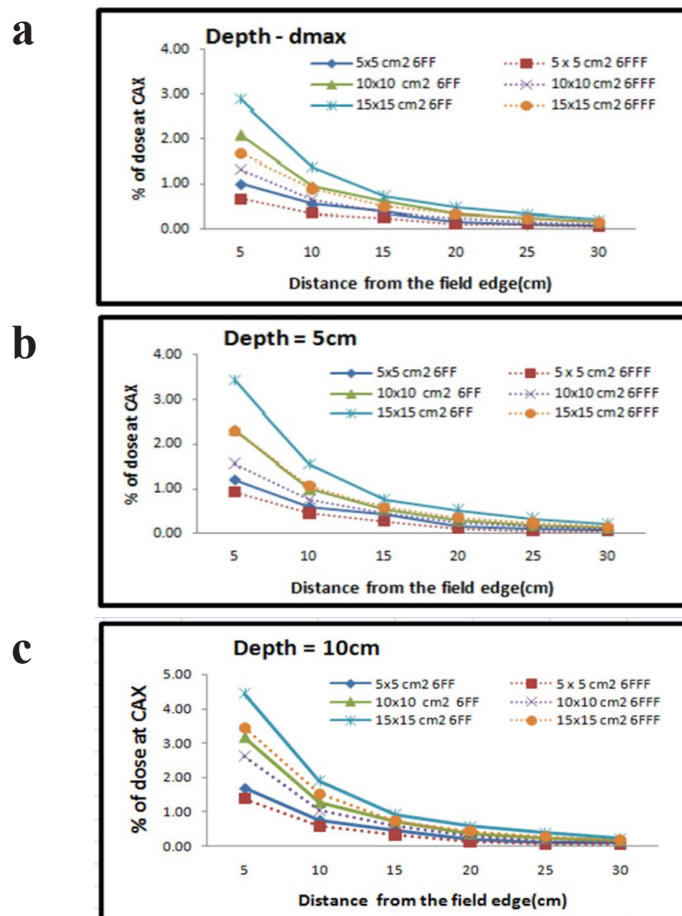 a
Depth - dmax
5x5 cm2 6FF
5 x 5 cm2 6FFF
10x10 cm2 6FF
10x10 cm2 6FFF
15x15 cm2 6FF
15x15 cm2 6FFF
% of dose at CAX
4.00
3.00
2.00
1.00
0.00
5 10 15 20 25 30
Distance from the field edge(cm)
b
Depth = 5cm
5x5 cm2 6FF
5 x 5 cm2 6FFF
10x10 cm2 6FF
10x10 cm2 6FFF
15x15 cm2 6FF
15x15 cm2 6FFF
% of dose at CAX
4.00
3.00
2.00
1.00
0.00
5 10 15 20 25 30
Distance from the field edge(cm)
c
Depth = 10cm
5x5 cm2 6FF
5 x 5 cm2 6FFF
10x10 cm2 6FF
10x10 cm2 6FFF
15x15 cm2 6FF
15x15 cm2 6FFF
% of dose at CAX
5.00
4.00
3.00
2.00
1.00
0.00
5 10 15 20 25 30
Distance from the field edge(cm)